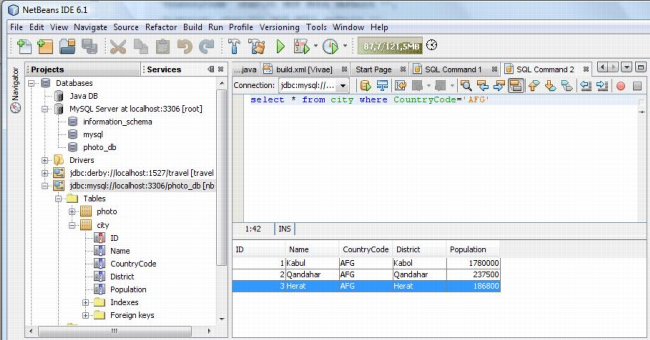 NetBeans IDE 6.1
File Edit View Navigate Source Refactor Build Run Profile Versioning Tools Window Help
87,7/121,5MB
Navigator
Projects Services
Databases
Java DB
MySQL Server at localhost:3306 [root]
information_schema
mysql
photo_db
Drivers
jdbc:derby://localhost:1527/travel [travel
jdbc:mysql://localhost:3306/photo_db [nb
Tables
photo
city
ID
Name
CountryCode
District
Population
Indexes
Foreign keys
...java build.xml [Vivae] Start Page SQL Command 1 SQL Command 2
Connection: jdbc:mysql://...
select * from city where CountryCode='AFG'
1:42 INS
ID Name CountryCode District Population
1 Kabul AFG Kabol 1780000
2 Qandahar AFG Qandahar 237500
3 Herat AFG Herat 186800